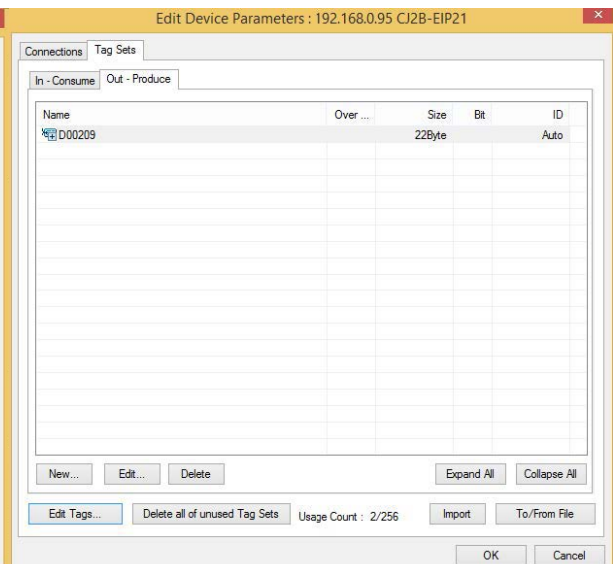 Edit Device Parameters : 192.168.0.95 CJ2B-EIP21
Connections Tag Sets
In - Consume Out - Produce
Name Over ... Size Bit ID
D00209 22Byte Auto
New... Edit... Delete Expand All Collapse All
Edit Tags... Delete all of unused Tag Sets Usage Count : 2/256 Import To/From File
OK Cancel